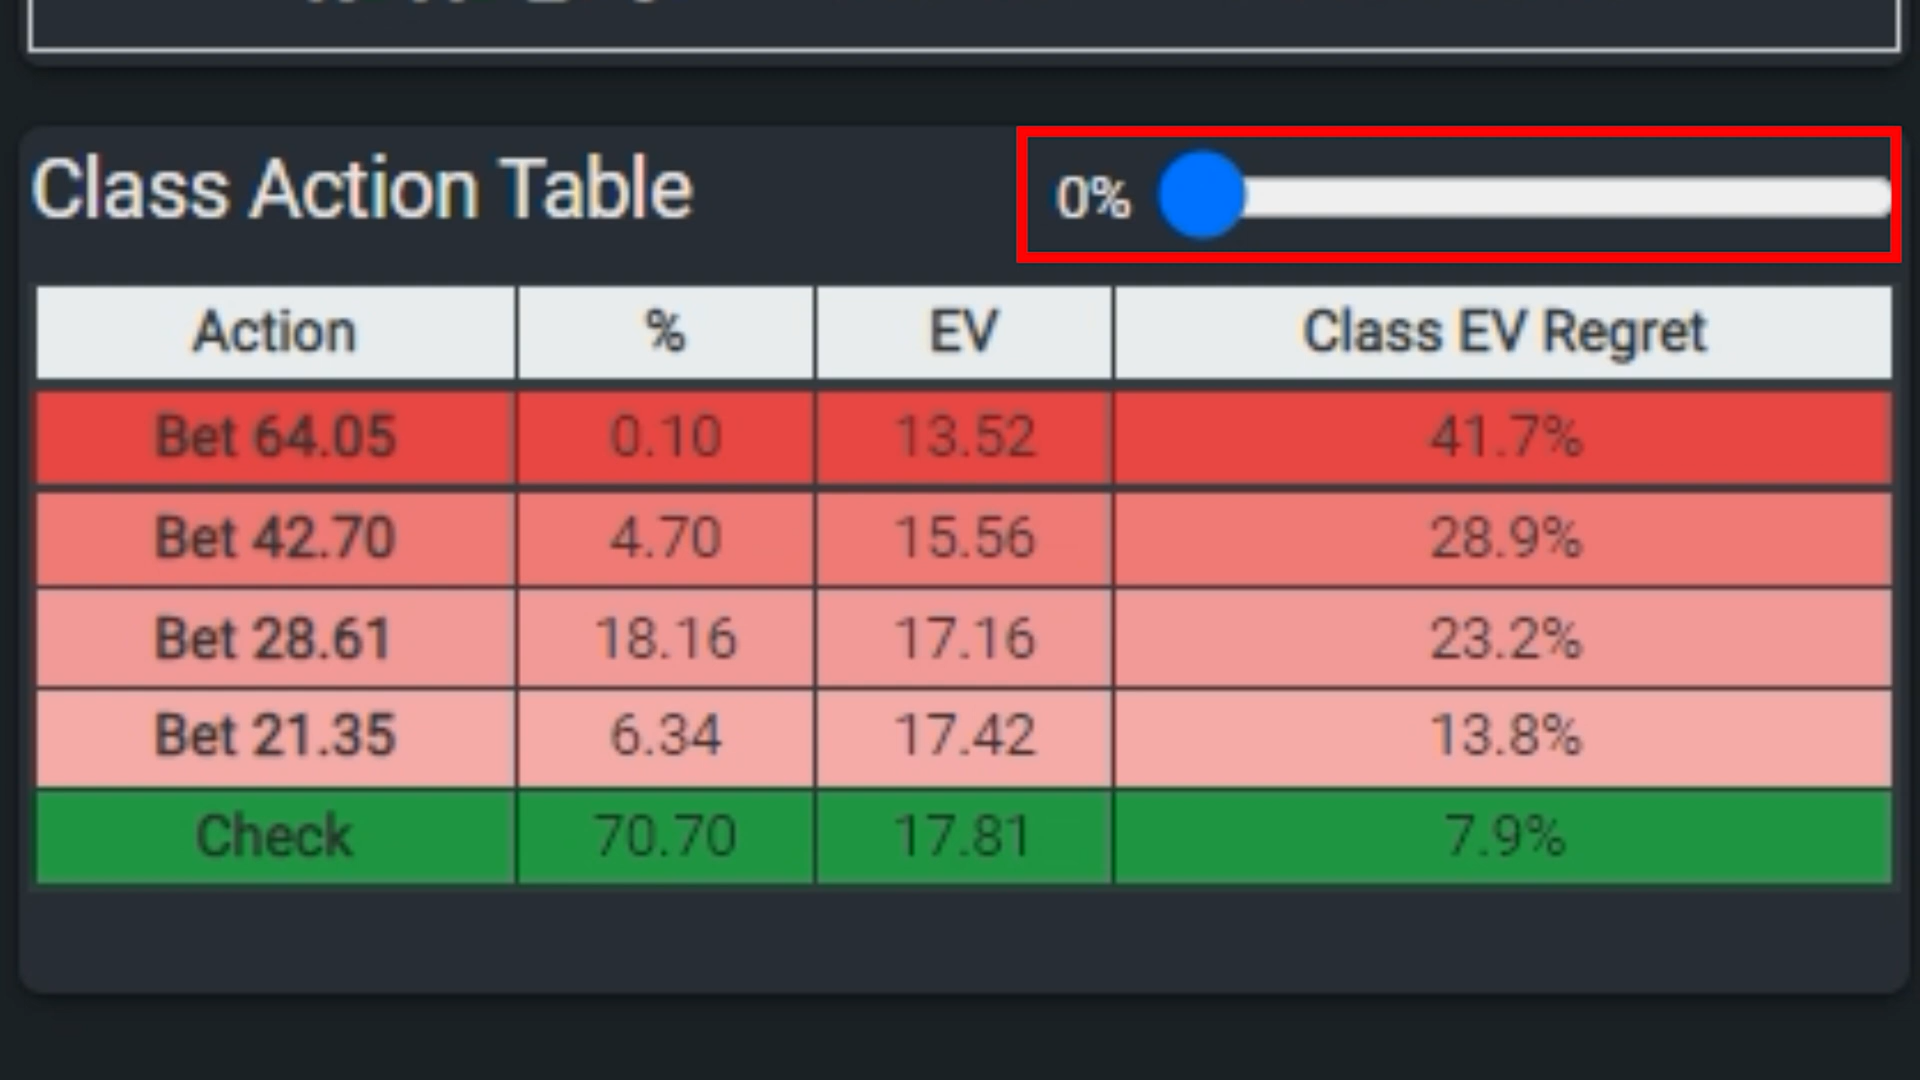 Class Action Table 0%
Action % EV Class EV Regret
Bet 64.05 0.10 13.52 41.7%
Bet 42.70 4.70 15.56 28.9%
Bet 28.61 18.16 17.16 23.2%
Bet 21.35 6.34 17.42 13.8%
Check 70.70 17.81 7.9%